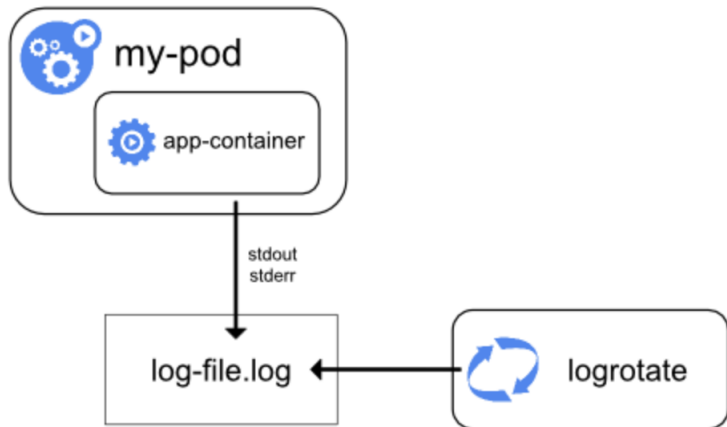 my-pod
app-container
stdout
stderr
log-file.log
logrotate